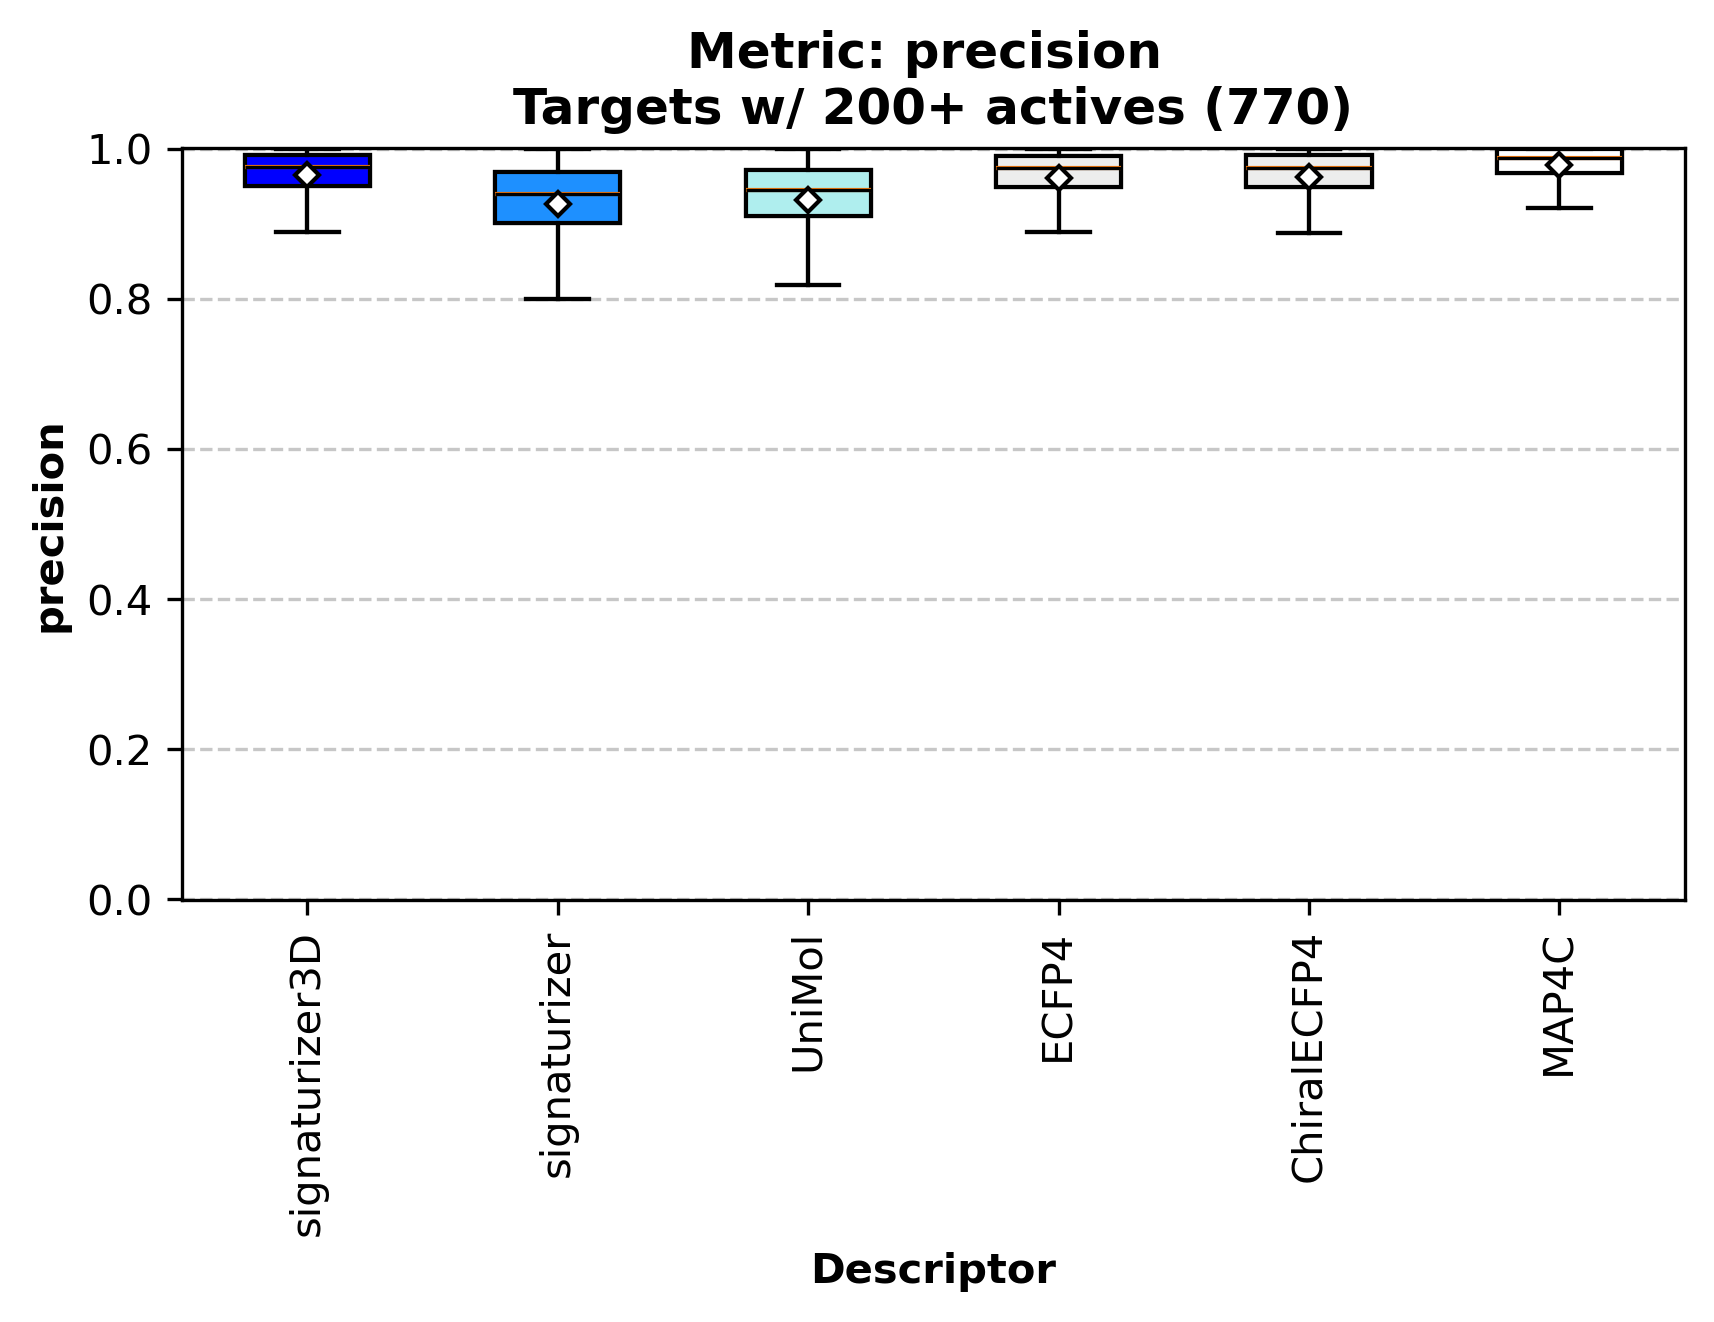 Metric: precision
Targets w/ 200+ actives (770)
1.0
0.8
0.6
0.4
0.2
0.0
precision
signaturizer3D
signaturizer
UniMol
ECFP4
ChiralECFP4
MAP4C
Descriptor